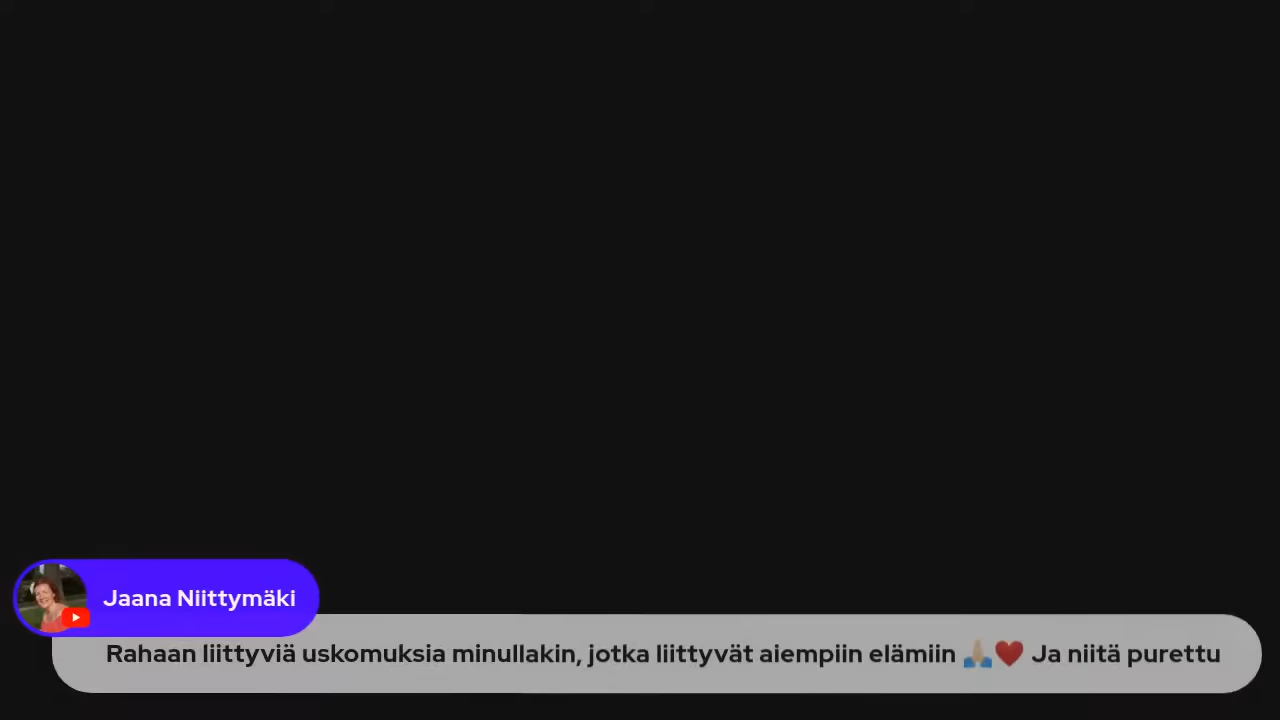 Jaana Niittymäki
Rahaan liittyviä uskomuksia minullakin, jotka liittyvät aiempiin elämiin 🙏🏼❤️ Ja niitä purettu